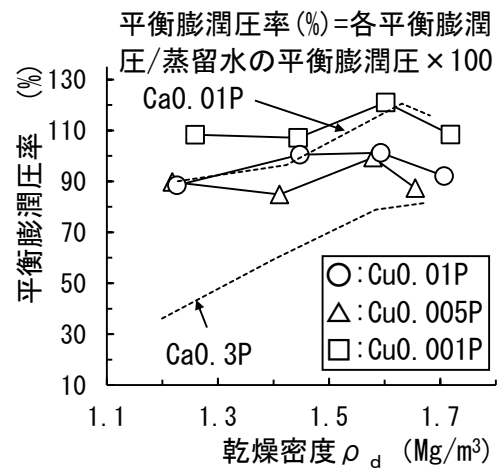 平衡膨潤圧率(%)=各平衡膨潤
圧/蒸留水の平衡膨潤圧×100
平衡膨潤圧率 (%)
130
110
90
70
50
30
10
Ca0.01P
Ca0.3P
○:Cu0.01P
△:Cu0.005P
□:Cu0.001P
1.1 1.3 1.5 1.7
乾燥密度ρd (Mg/m³)